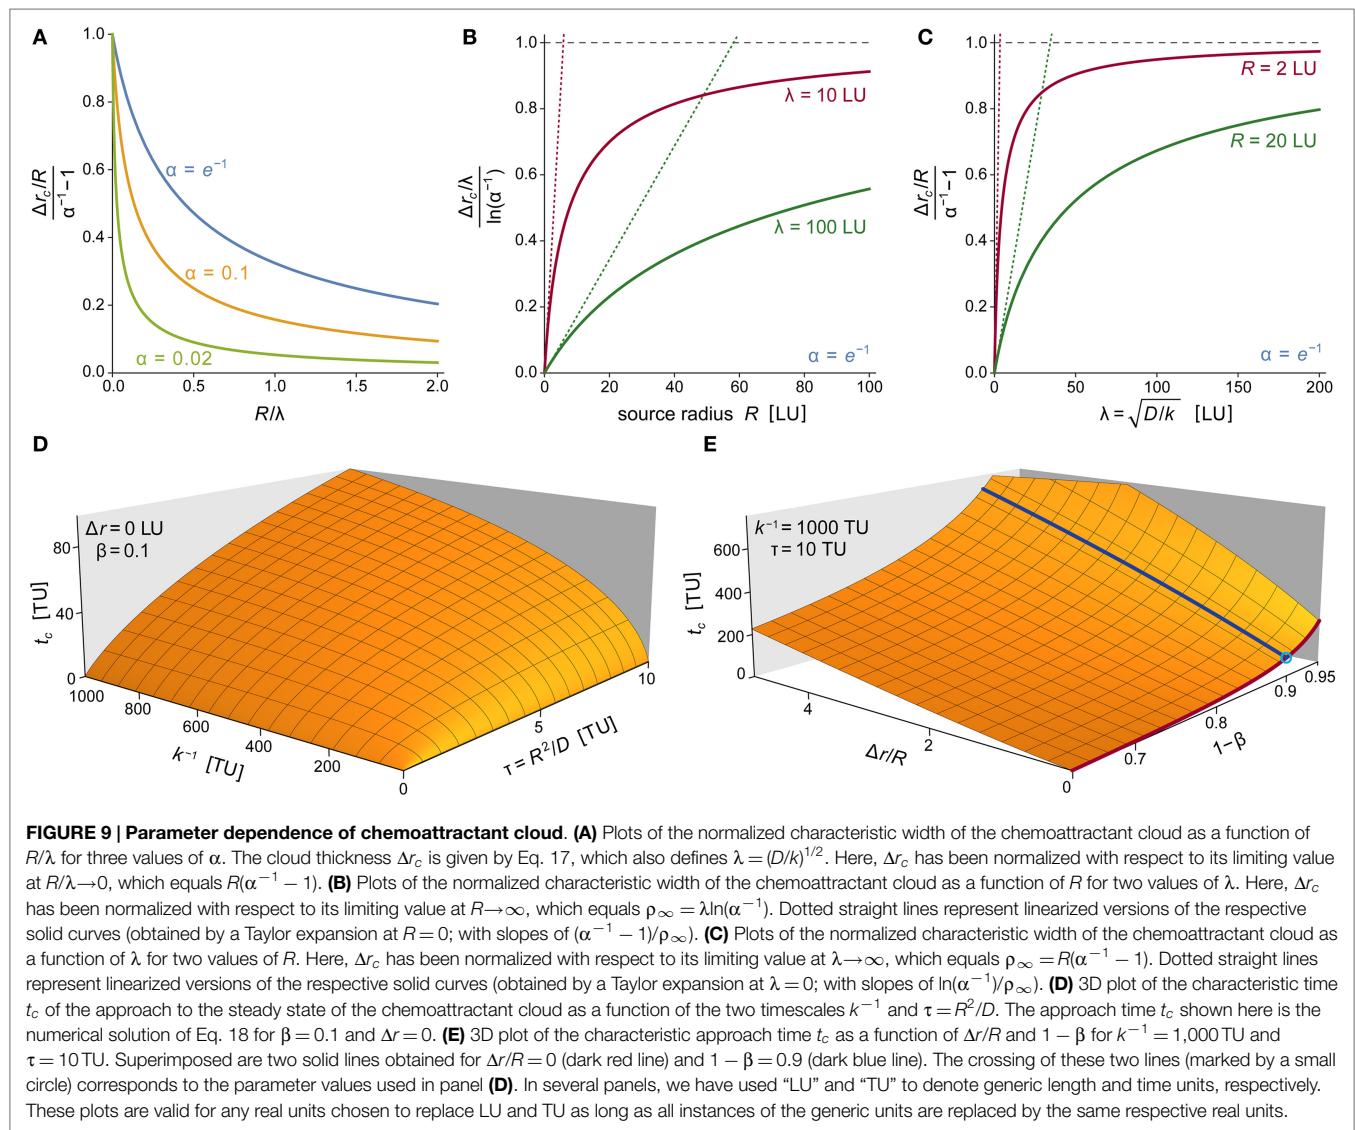 A
1.0
0.8
0.6
0.4
0.2
0.0
Δrc/R
α⁻¹−1
α = e⁻¹
α = 0.1
α = 0.02
0.0 0.5 1.0 1.5 2.0
R/λ
B
1.0
0.8
0.6
0.4
0.2
0.0
Δrc/λ
ln(α⁻¹)
λ = 10 LU
λ = 100 LU
α = e⁻¹
0 20 40 60 80 100
source radius R [LU]
C
1.0
0.8
0.6
0.4
0.2
0.0
Δrc/R
α⁻¹−1
R = 2 LU
R = 20 LU
α = e⁻¹
0 50 100 150 200
λ = √D/k [LU]
D
Δr = 0 LU
β = 0.1
80
40
0
tc [TU]
1000 800 600 400 200
k⁻¹ [TU]
0 5 10
τ = R²/D [TU]
E
k⁻¹ = 1000 TU
τ = 10 TU
600
400
200
0
tc [TU]
4 2 0
Δr/R
0.7 0.8 0.9 0.95
1−β
FIGURE 9 | Parameter dependence of chemoattractant cloud. (A) Plots of the normalized characteristic width of the chemoattractant cloud as a function of
R/λ for three values of α. The cloud thickness Δrc is given by Eq. 17, which also defines λ = (D/k)^1/2. Here, Δrc has been normalized with respect to its limiting value
at R/λ→0, which equals R(α⁻¹ − 1). (B) Plots of the normalized characteristic width of the chemoattractant cloud as a function of R for two values of λ. Here, Δrc
has been normalized with respect to its limiting value at R→∞, which equals ρ∞ = λln(α⁻¹). Dotted straight lines represent linearized versions of the respective
solid curves (obtained by a Taylor expansion at R = 0; with slopes of (α⁻¹ − 1)/ρ∞). (C) Plots of the normalized characteristic width of the chemoattractant cloud as
a function of λ for two values of R. Here, Δrc has been normalized with respect to its limiting value at λ→∞, which equals ρ∞ = R(α⁻¹ − 1). Dotted straight lines
represent linearized versions of the respective solid curves (obtained by a Taylor expansion at λ = 0; with slopes of ln(α⁻¹)/ρ∞). (D) 3D plot of the characteristic time
tc of the approach to the steady state of the chemoattractant cloud as a function of the two timescales k⁻¹ and τ = R²/D. The approach time tc shown here is the
numerical solution of Eq. 18 for β = 0.1 and Δr = 0. (E) 3D plot of the characteristic approach time tc as a function of Δr/R and 1 − β for k⁻¹ = 1,000 TU and
τ = 10 TU. Superimposed are two solid lines obtained for Δr/R = 0 (dark red line) and 1 − β = 0.9 (dark blue line). The crossing of these two lines (marked by a small
circle) corresponds to the parameter values used in panel (D). In several panels, we have used “LU” and “TU” to denote generic length and time units, respectively.
These plots are valid for any real units chosen to replace LU and TU as long as all instances of the generic units are replaced by the same respective real units.